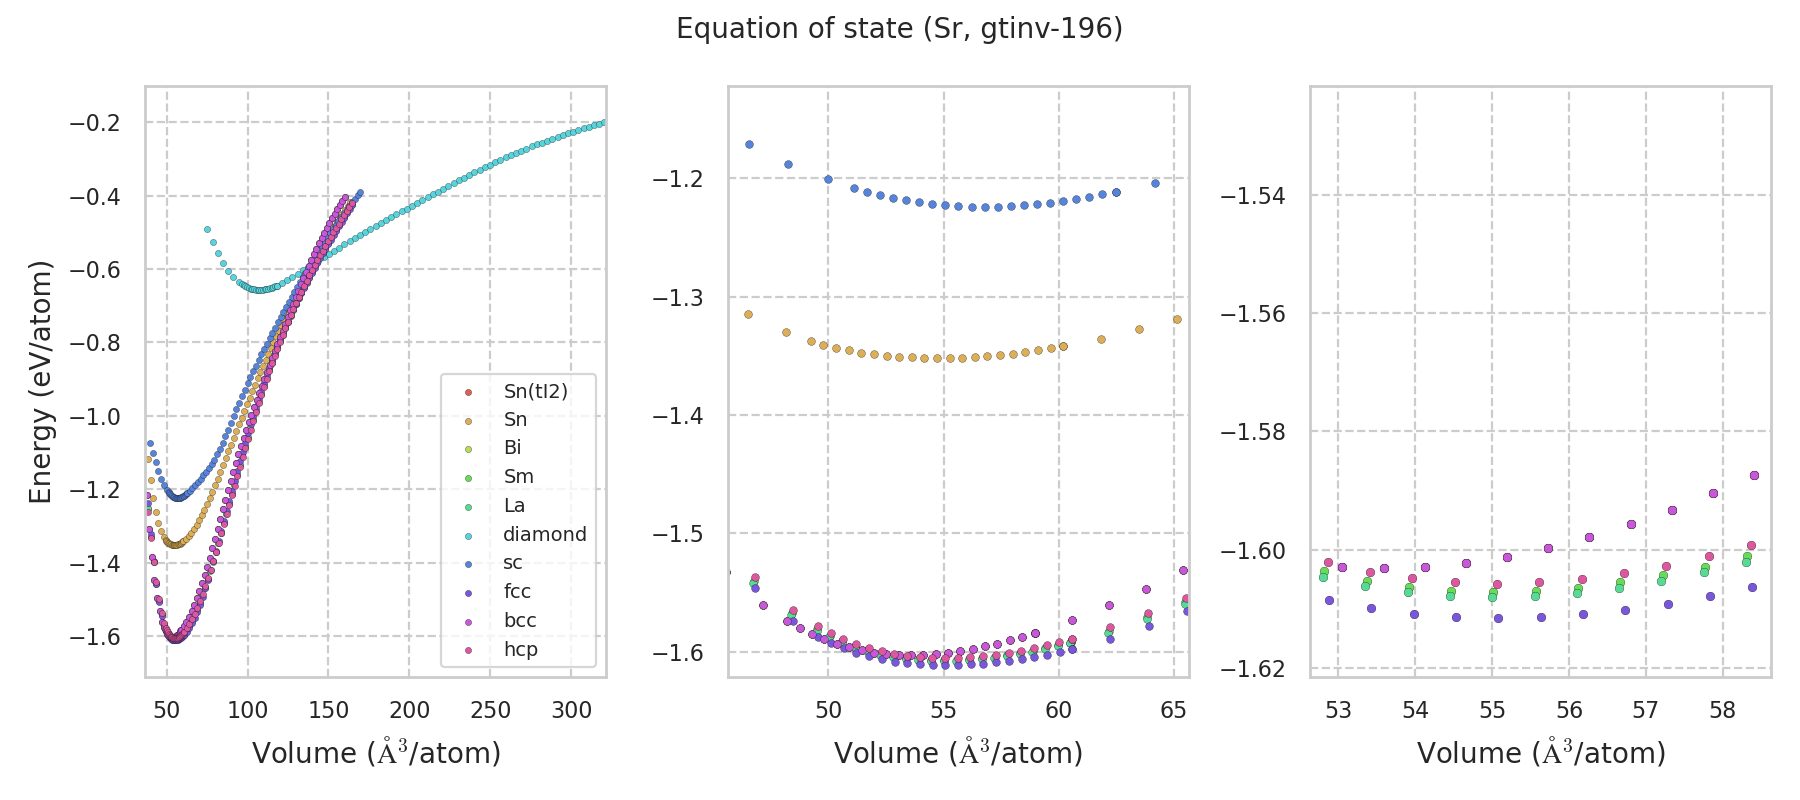 Equation of state (Sr, gtinv-196)
Energy (eV/atom)
−0.2
−0.4
−0.6
−0.8
−1.0
−1.2
−1.4
−1.6
50 100 150 200 250 300
Volume (Å³/atom)
Sn(tI2)
Sn
Bi
Sm
La
diamond
sc
fcc
bcc
hcp
−1.2
−1.3
−1.4
−1.5
−1.6
50 55 60 65
Volume (Å³/atom)
−1.54
−1.56
−1.58
−1.60
−1.62
53 54 55 56 57 58
Volume (Å³/atom)